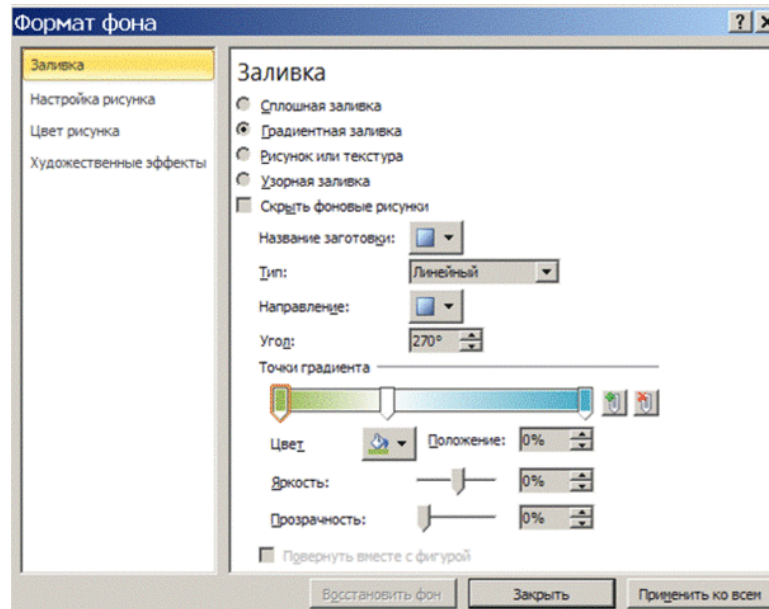 Формат фона
Заливка
Настройка рисунка
Цвет рисунка
Художественные эффекты
Заливка
Сплошная заливка
Градиентная заливка
Рисунок или текстура
Узорная заливка
Скрыть фоновые рисунки
Название заготовки:
Тип: Линейный
Направление:
Угол: 270°
Точки градиента
Цвет Положение: 0%
Яркость: 0%
Прозрачность: 0%
Повернуть вместе с фигурой
Восстановить фон Закрыть Применить ко всем